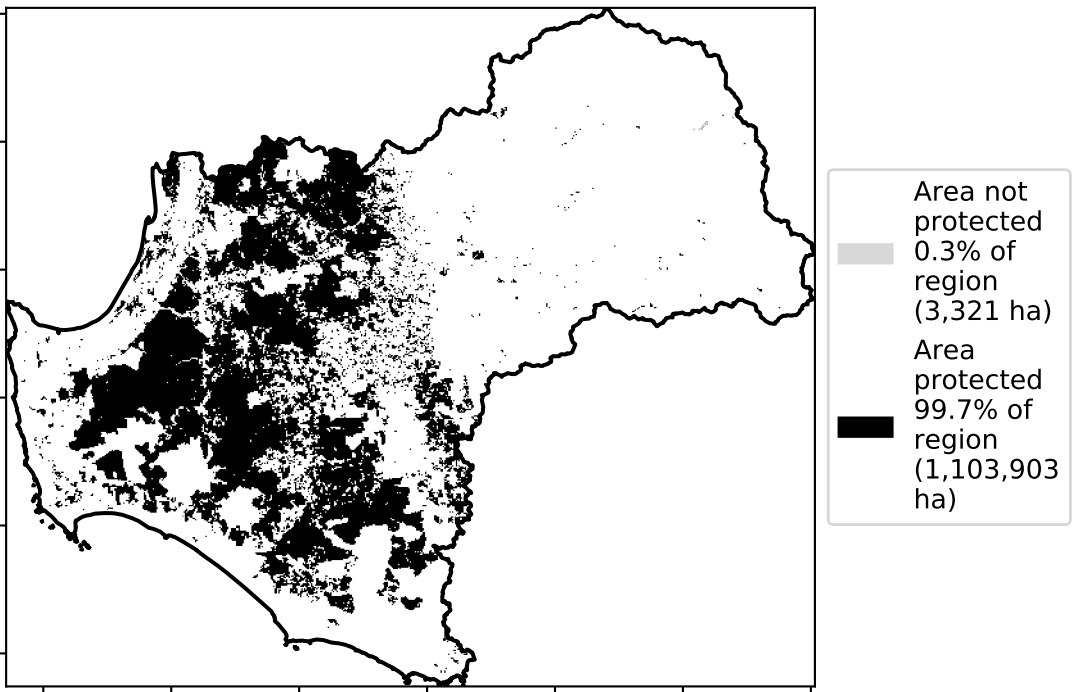 Area not
protected
0.3% of
region
(3,321 ha)
Area
protected
99.7% of
region
(1,103,903
ha)